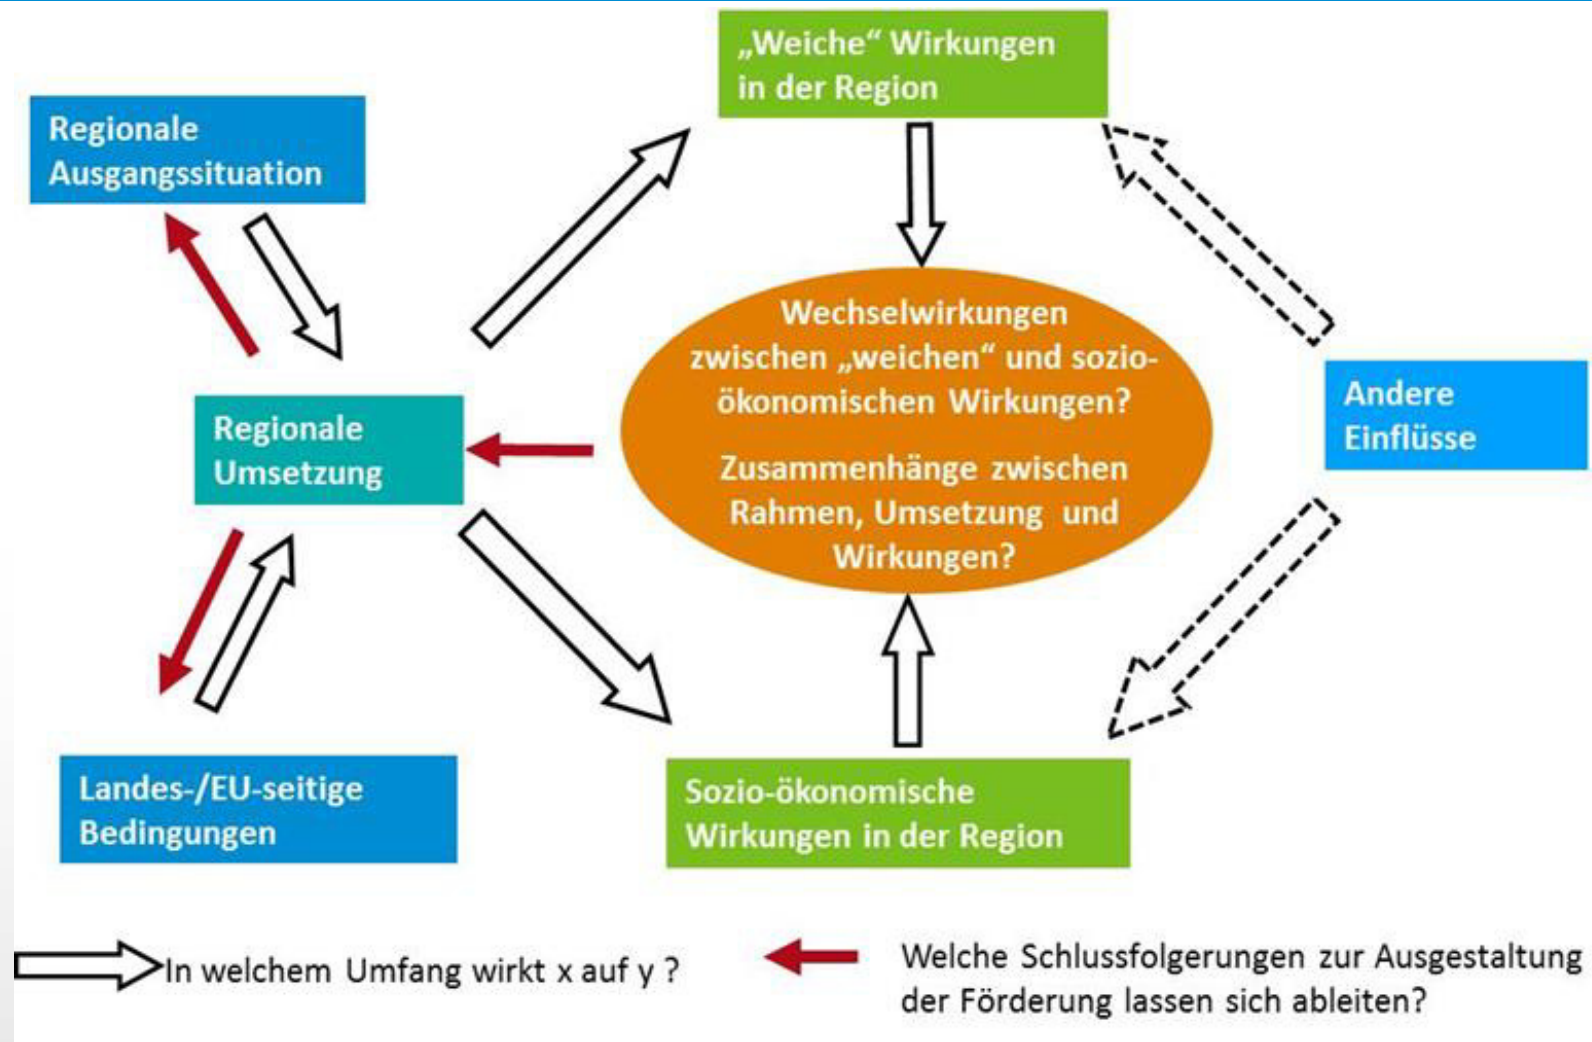 „Weiche“ Wirkungen
in der Region
Regionale
Ausgangssituation
Wechselwirkungen
zwischen „weichen“ und sozio-
ökonomischen Wirkungen?
Zusammenhänge zwischen
Rahmen, Umsetzung und
Wirkungen?
Andere
Einflüsse
Regionale
Umsetzung
Landes-/EU-seitige
Bedingungen
Sozio-ökonomische
Wirkungen in der Region
In welchem Umfang wirkt x auf y ?
Welche Schlussfolgerungen zur Ausgestaltung
der Förderung lassen sich ableiten?